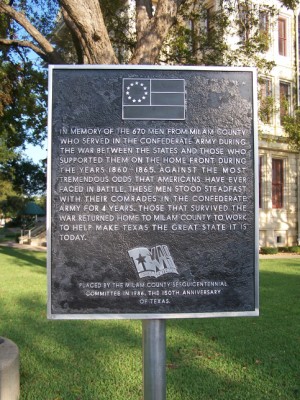 IN MEMORY OF THE 670 MEN FROM MILAM COUNTY
WHO SERVED IN THE CONFEDERATE ARMY DURING
THE WAR BETWEEN THE STATES AND THOSE WHO
SUPPORTED THEM ON THE HOME FRONT DURING
THE YEARS 1860-1865. AGAINST THE MOST
TREMENDOUS ODDS THAT AMERICANS HAVE EVER
FACED IN BATTLE, THESE MEN STOOD STEADFAST
WITH THEIR COMRADES IN THE CONFEDERATE
ARMY FOR 4 YEARS. THOSE THAT SURVIVED THE
WAR RETURNED HOME TO MILAM COUNTY TO WORK
TO HELP MAKE TEXAS THE GREAT STATE IT IS
TODAY.
PLACED BY THE MILAM COUNTY SESQUICENTENNIAL
COMMITTEE IN 1986, THE 150TH ANNIVERSARY
OF TEXAS.